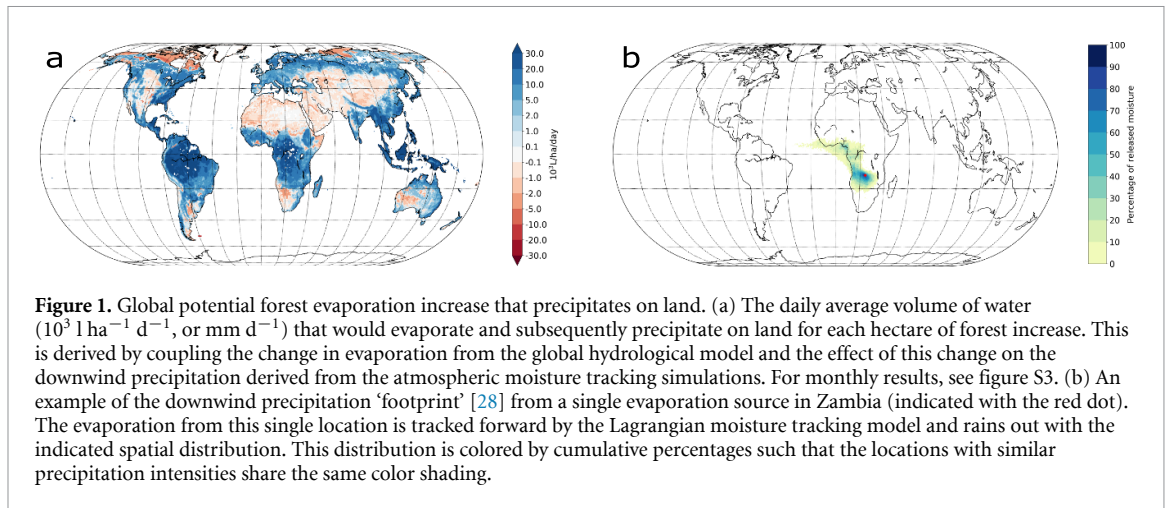 a
30.0
20.0
10.0
5.0
2.0
1.0
0.1
-0.1
-1.0
-2.0
-5.0
-10.0
-20.0
-30.0
10³L/ha/day
b
100
90
80
70
60
50
40
30
20
10
0
Percentage of released moisture
Figure 1. Global potential forest evaporation increase that precipitates on land. (a) The daily average volume of water
(10³ l ha⁻¹ d⁻¹, or mm d⁻¹) that would evaporate and subsequently precipitate on land for each hectare of forest increase. This
is derived by coupling the change in evaporation from the global hydrological model and the effect of this change on the
downwind precipitation derived from the atmospheric moisture tracking simulations. For monthly results, see figure S3. (b) An
example of the downwind precipitation ‘footprint’ [28] from a single evaporation source in Zambia (indicated with the red dot).
The evaporation from this single location is tracked forward by the Lagrangian moisture tracking model and rains out with the
indicated spatial distribution. This distribution is colored by cumulative percentages such that the locations with similar
precipitation intensities share the same color shading.